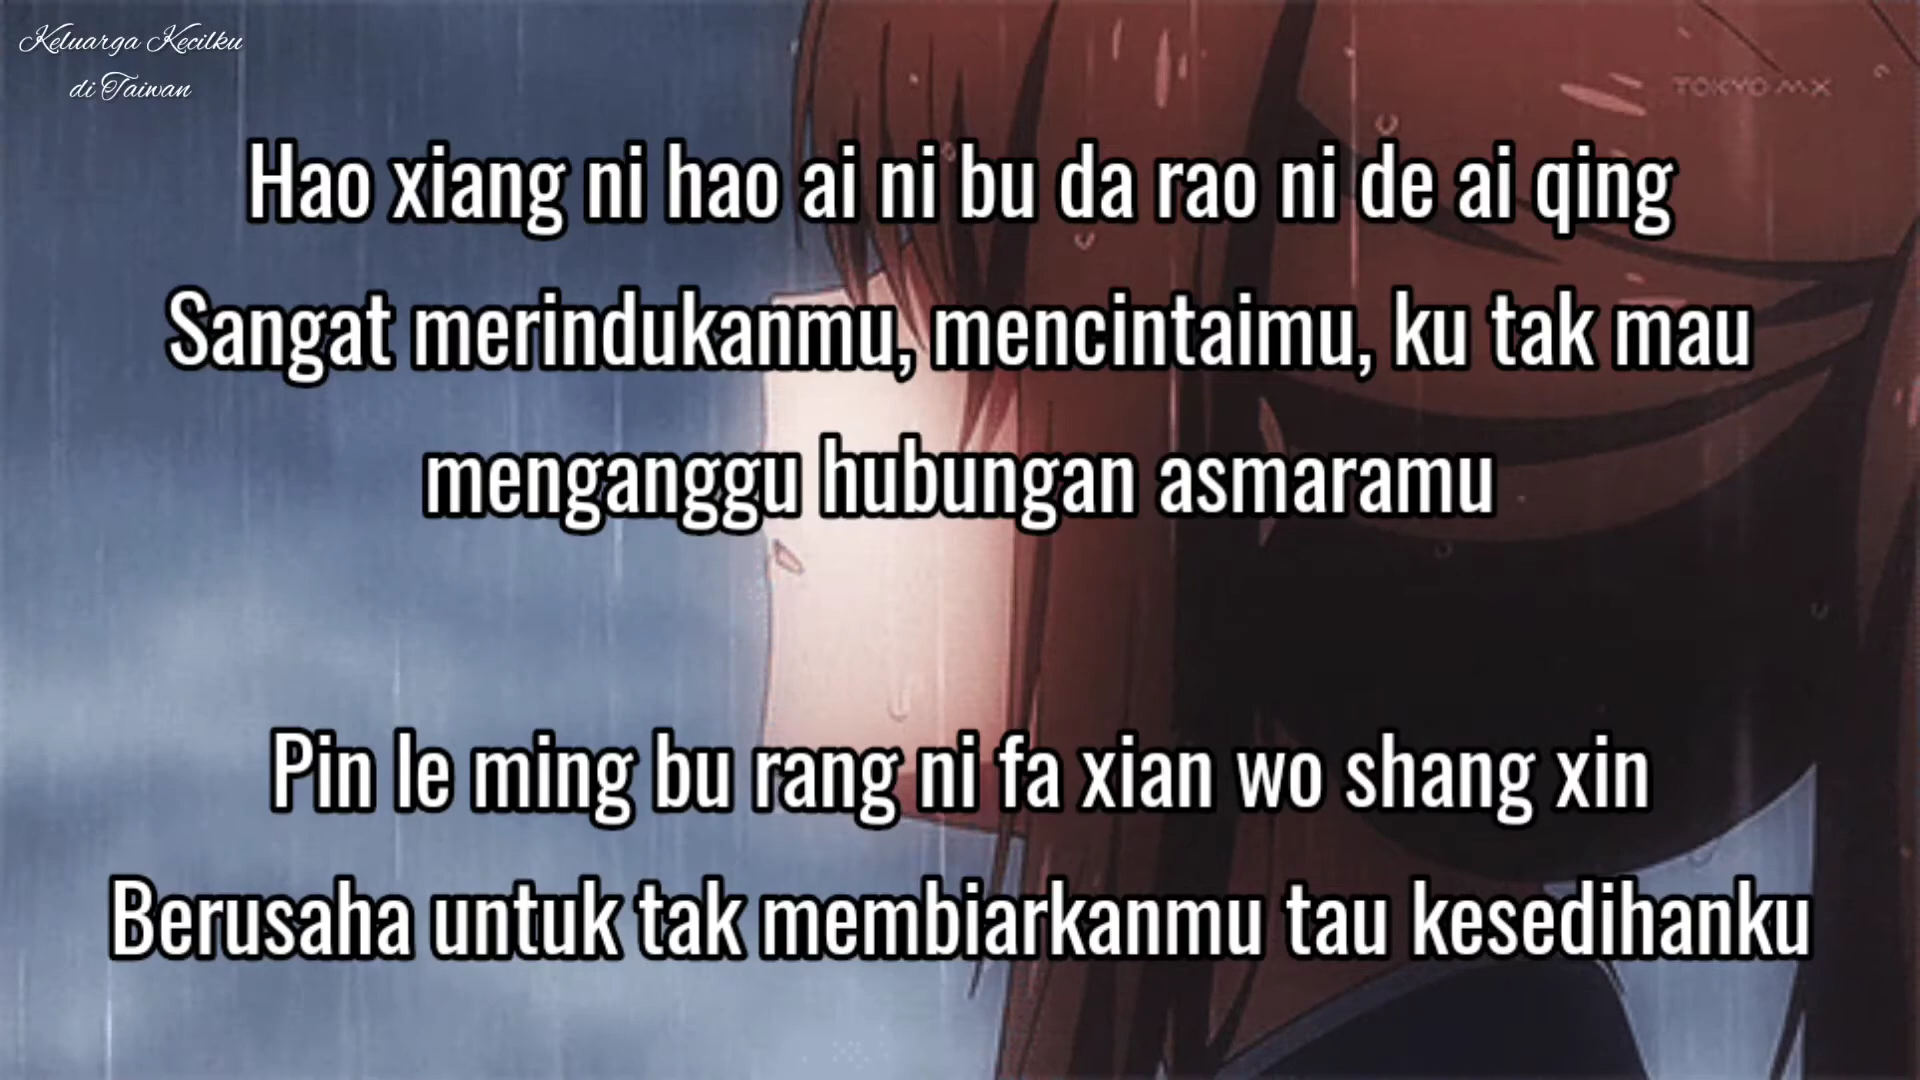 Keluarga Kecilku
di Taiwan
TOKYO MX
Hao xiang ni hao ai ni bu da rao ni de ai qing
Sangat merindukanmu, mencintaimu, ku tak mau
menganggu hubungan asmaramu
Pin le ming bu rang ni fa xian wo shang xin
Berusaha untuk tak membiarkanmu tau kesedihanku